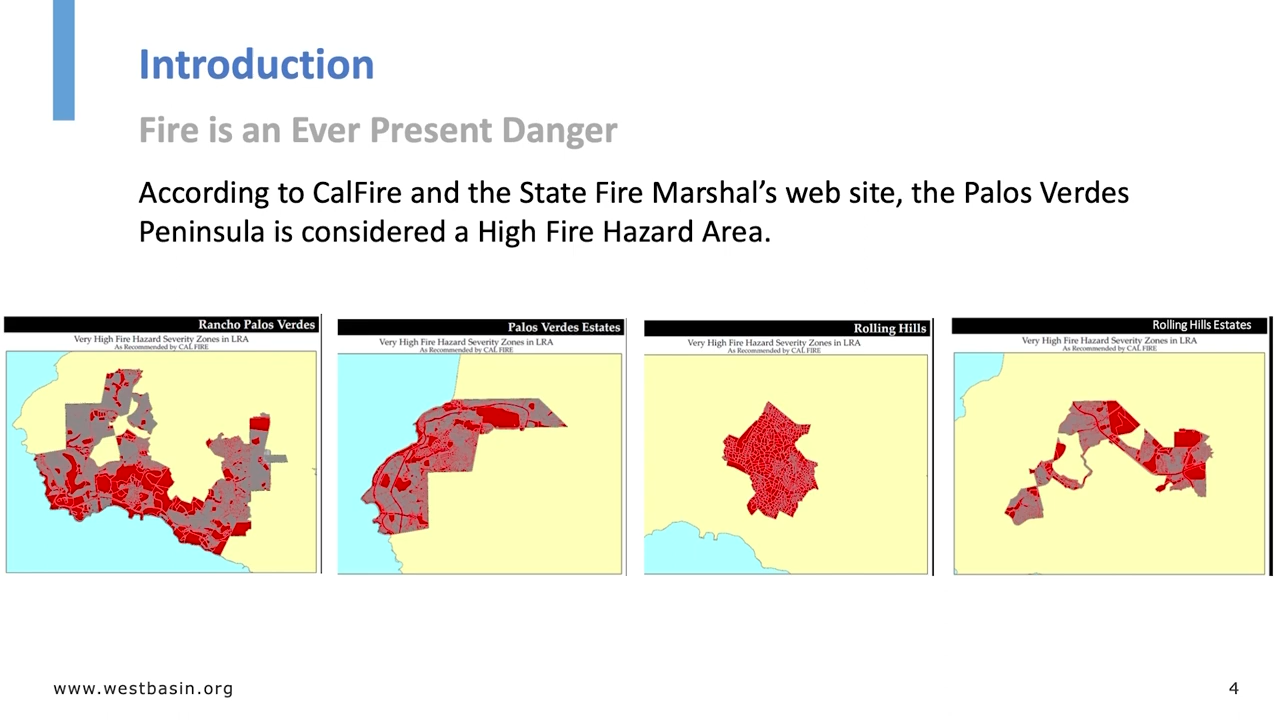 Introduction
Fire is an Ever Present Danger
According to CalFire and the State Fire Marshal’s web site, the Palos Verdes
Peninsula is considered a High Fire Hazard Area.
Rancho Palos Verdes
Very High Fire Hazard Severity Zones in LRA
As Recommended by CAL FIRE
Palos Verdes Estates
Very High Fire Hazard Severity Zones in LRA
As Recommended by CAL FIRE
Rolling Hills
Very High Fire Hazard Severity Zones in LRA
As Recommended by CAL FIRE
Rolling Hills Estates
Very High Fire Hazard Severity Zones in LRA
As Recommended by CAL FIRE
www.westbasin.org
4